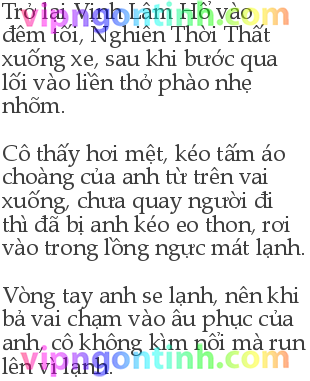 Trở lại Vịnh Lâm Hồ vào
đêm tối, Nghiên Thời Thất
xuống xe, sau khi bước qua
lối vào liền thở phào nhẹ
nhõm.
Cô thấy hơi mệt, kéo tấm áo
choàng của anh từ trên vai
xuống, chưa quay người đi
thì đã bị anh kéo eo thon, rơi
vào trong lồng ngực mát lạnh.
Vòng tay anh se lạnh, nên khi
bả vai chạm vào âu phục của
anh, cô không kìm nổi mà run
lên vì lạnh.
vipngontinh.com
vipngontinh.com